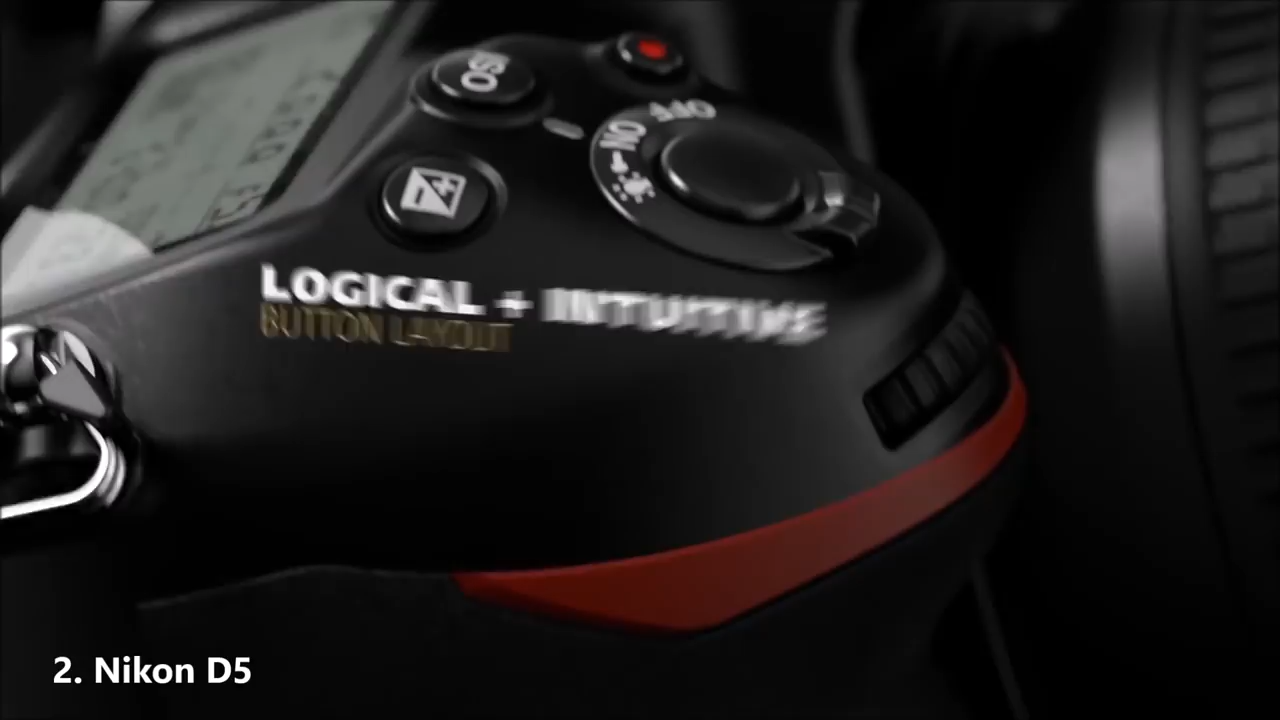 ISO
OFF
ON
LOGICAL + INTUITIVE
BUTTON LAYOUT
2. Nikon D5